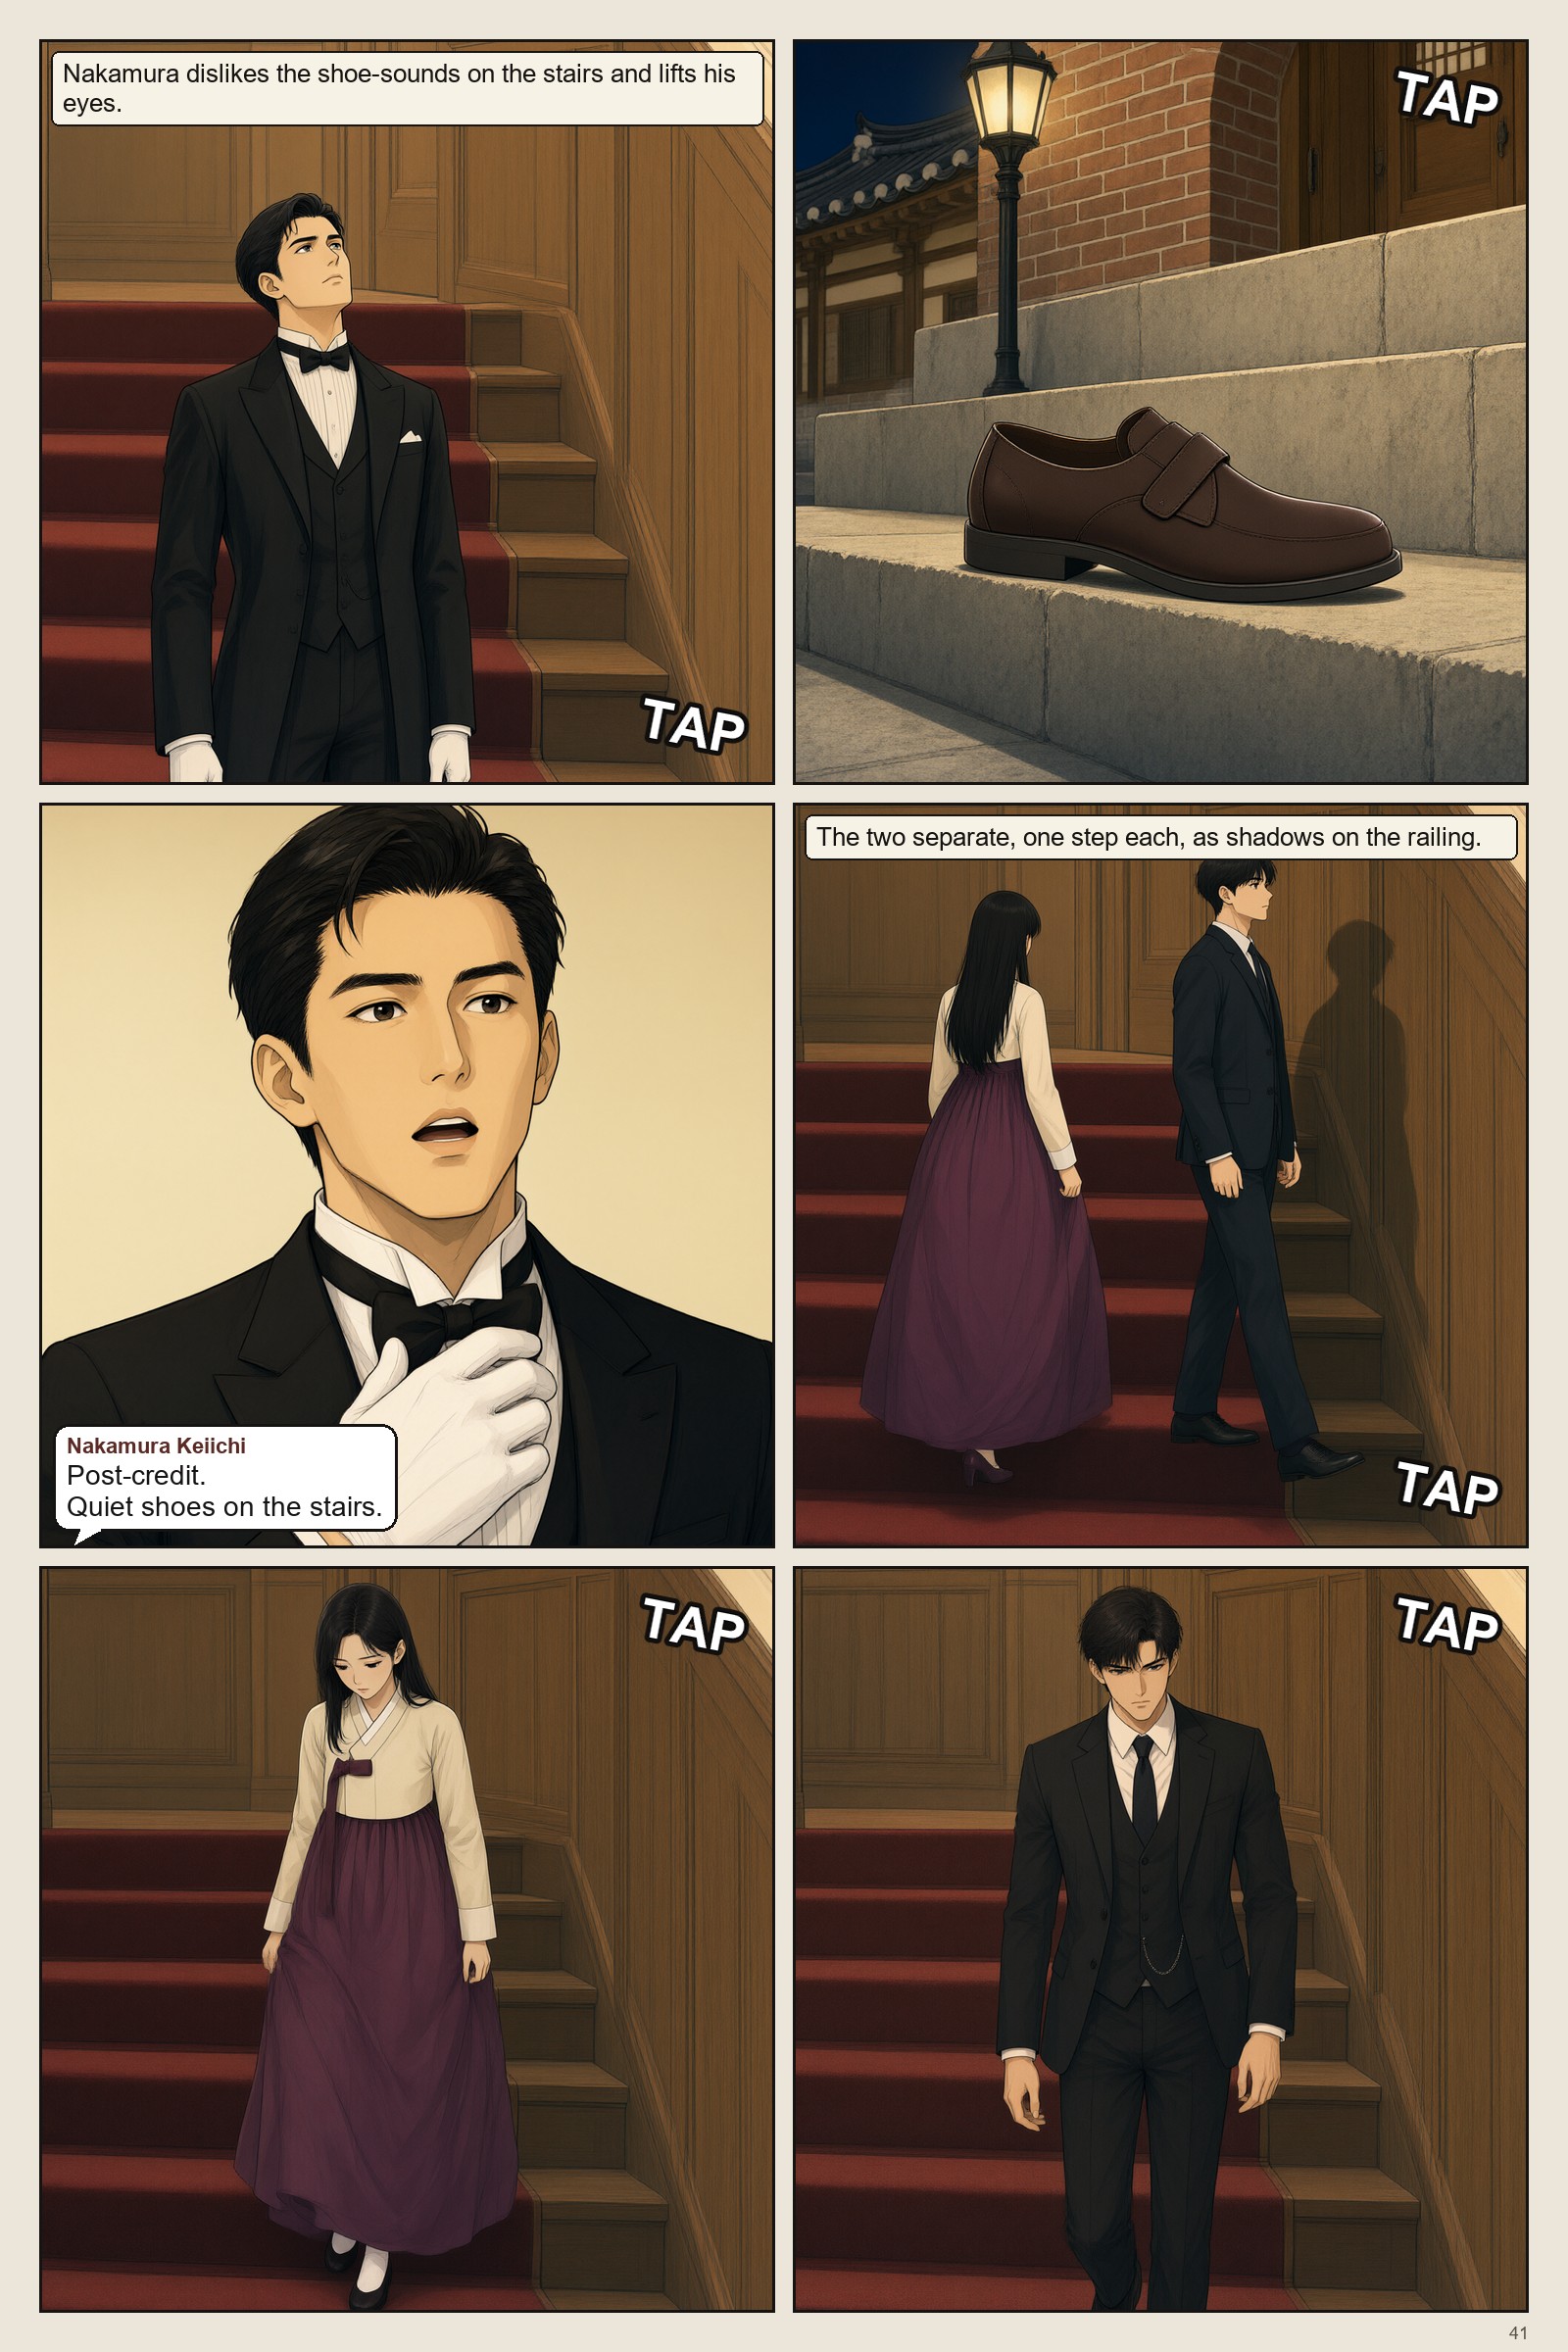 Nakamura dislikes the shoe-sounds on the stairs and lifts his
eyes.
TAP
TAP
Nakamura Keiichi
Post-credit.
Quiet shoes on the stairs.
The two separate, one step each, as shadows on the railing.
TAP
TAP
TAP
41